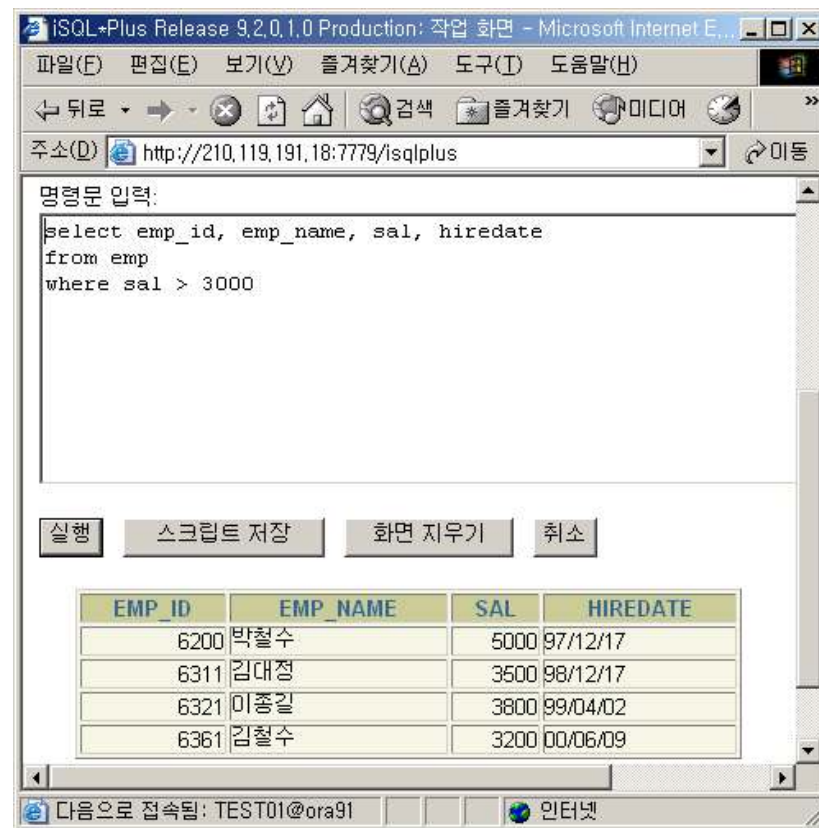 iSQL*Plus Release 9.2.0.1.0 Production: 작업 화면 - Microsoft Internet E...
파일(F) 편집(E) 보기(V) 즐겨찾기(A) 도구(T) 도움말(H)
뒤로 검색 즐겨찾기 미디어 »
주소(D) http://210.119.191.18:7779/isqlplus 이동
명령문 입력:
select emp_id, emp_name, sal, hiredate
from emp
where sal > 3000
실행 스크립트 저장 화면 지우기 취소
EMP_ID EMP_NAME SAL HIREDATE
6200 박철수 5000 97/12/17
6311 김대정 3500 98/12/17
6321 이종길 3800 99/04/02
6361 김철수 3200 00/06/09
다음으로 접속됨: TEST01@ora91 인터넷